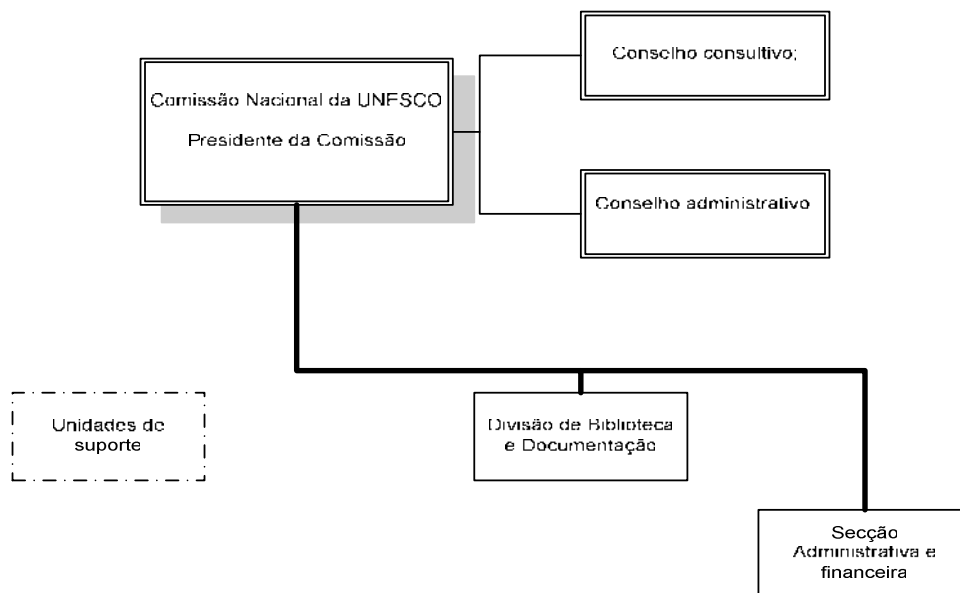 Conselho consultivo;
Comissão Nacional da UNESCO
Presidente da Comissão
Conselho administrativo
Unidades de
suporte
Divisão de Biblioteca
e Documentação
Secção
Administrativa e
financeira